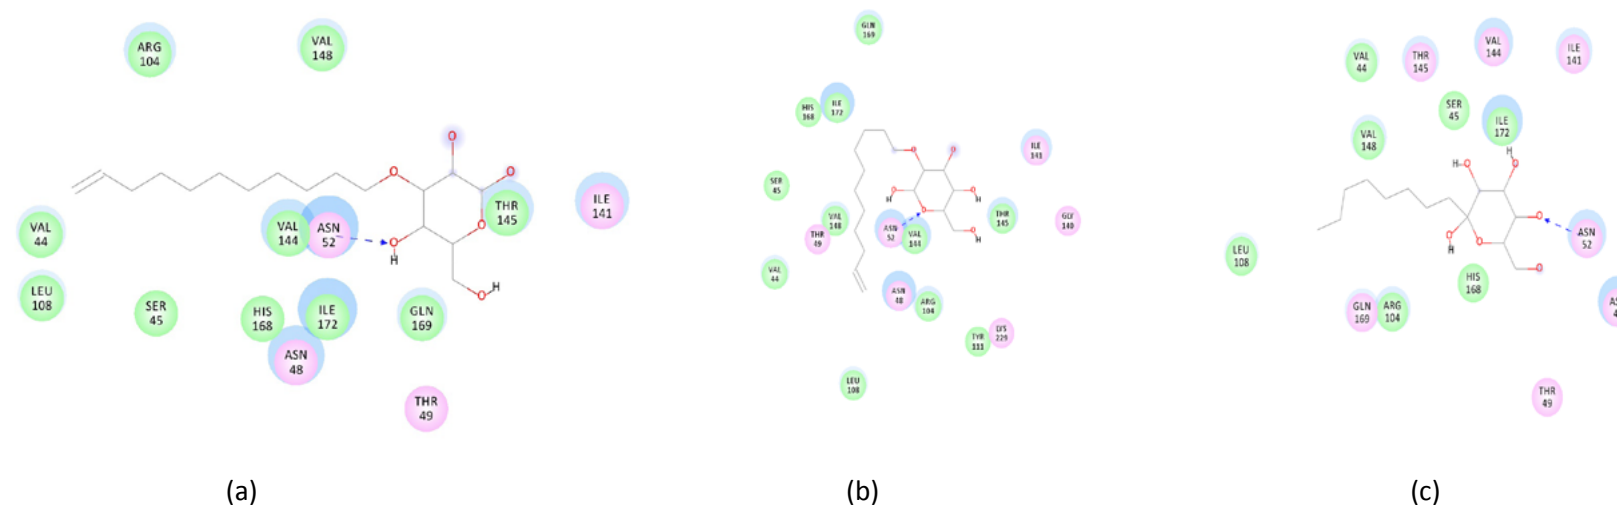 ARG
104
VAL
148
O
O
O
THR
145
ILE
141
VAL
44
VAL
144
ASN
52
O
H
O
LEU
108
SER
45
HIS
168
ILE
172
GLN
169
O
H
ASN
48
THR
49
(a)
GLN
169
HIS
168
ILE
172
O
O
ILE
141
SER
45
O
H
O
H
VAL
148
THR
49
ASN
52
VAL
144
O
THR
145
GLY
140
O
H
VAL
44
ASN
48
ARG
104
TYR
111
LYS
229
LEU
108
(b)
VAL
44
THR
145
VAL
144
ILE
141
SER
45
ILE
172
VAL
148
H
O
H
O
O
O
H
O
O
ASN
52
LEU
108
HIS
168
GLN
169
ARG
104
THR
49
(c)